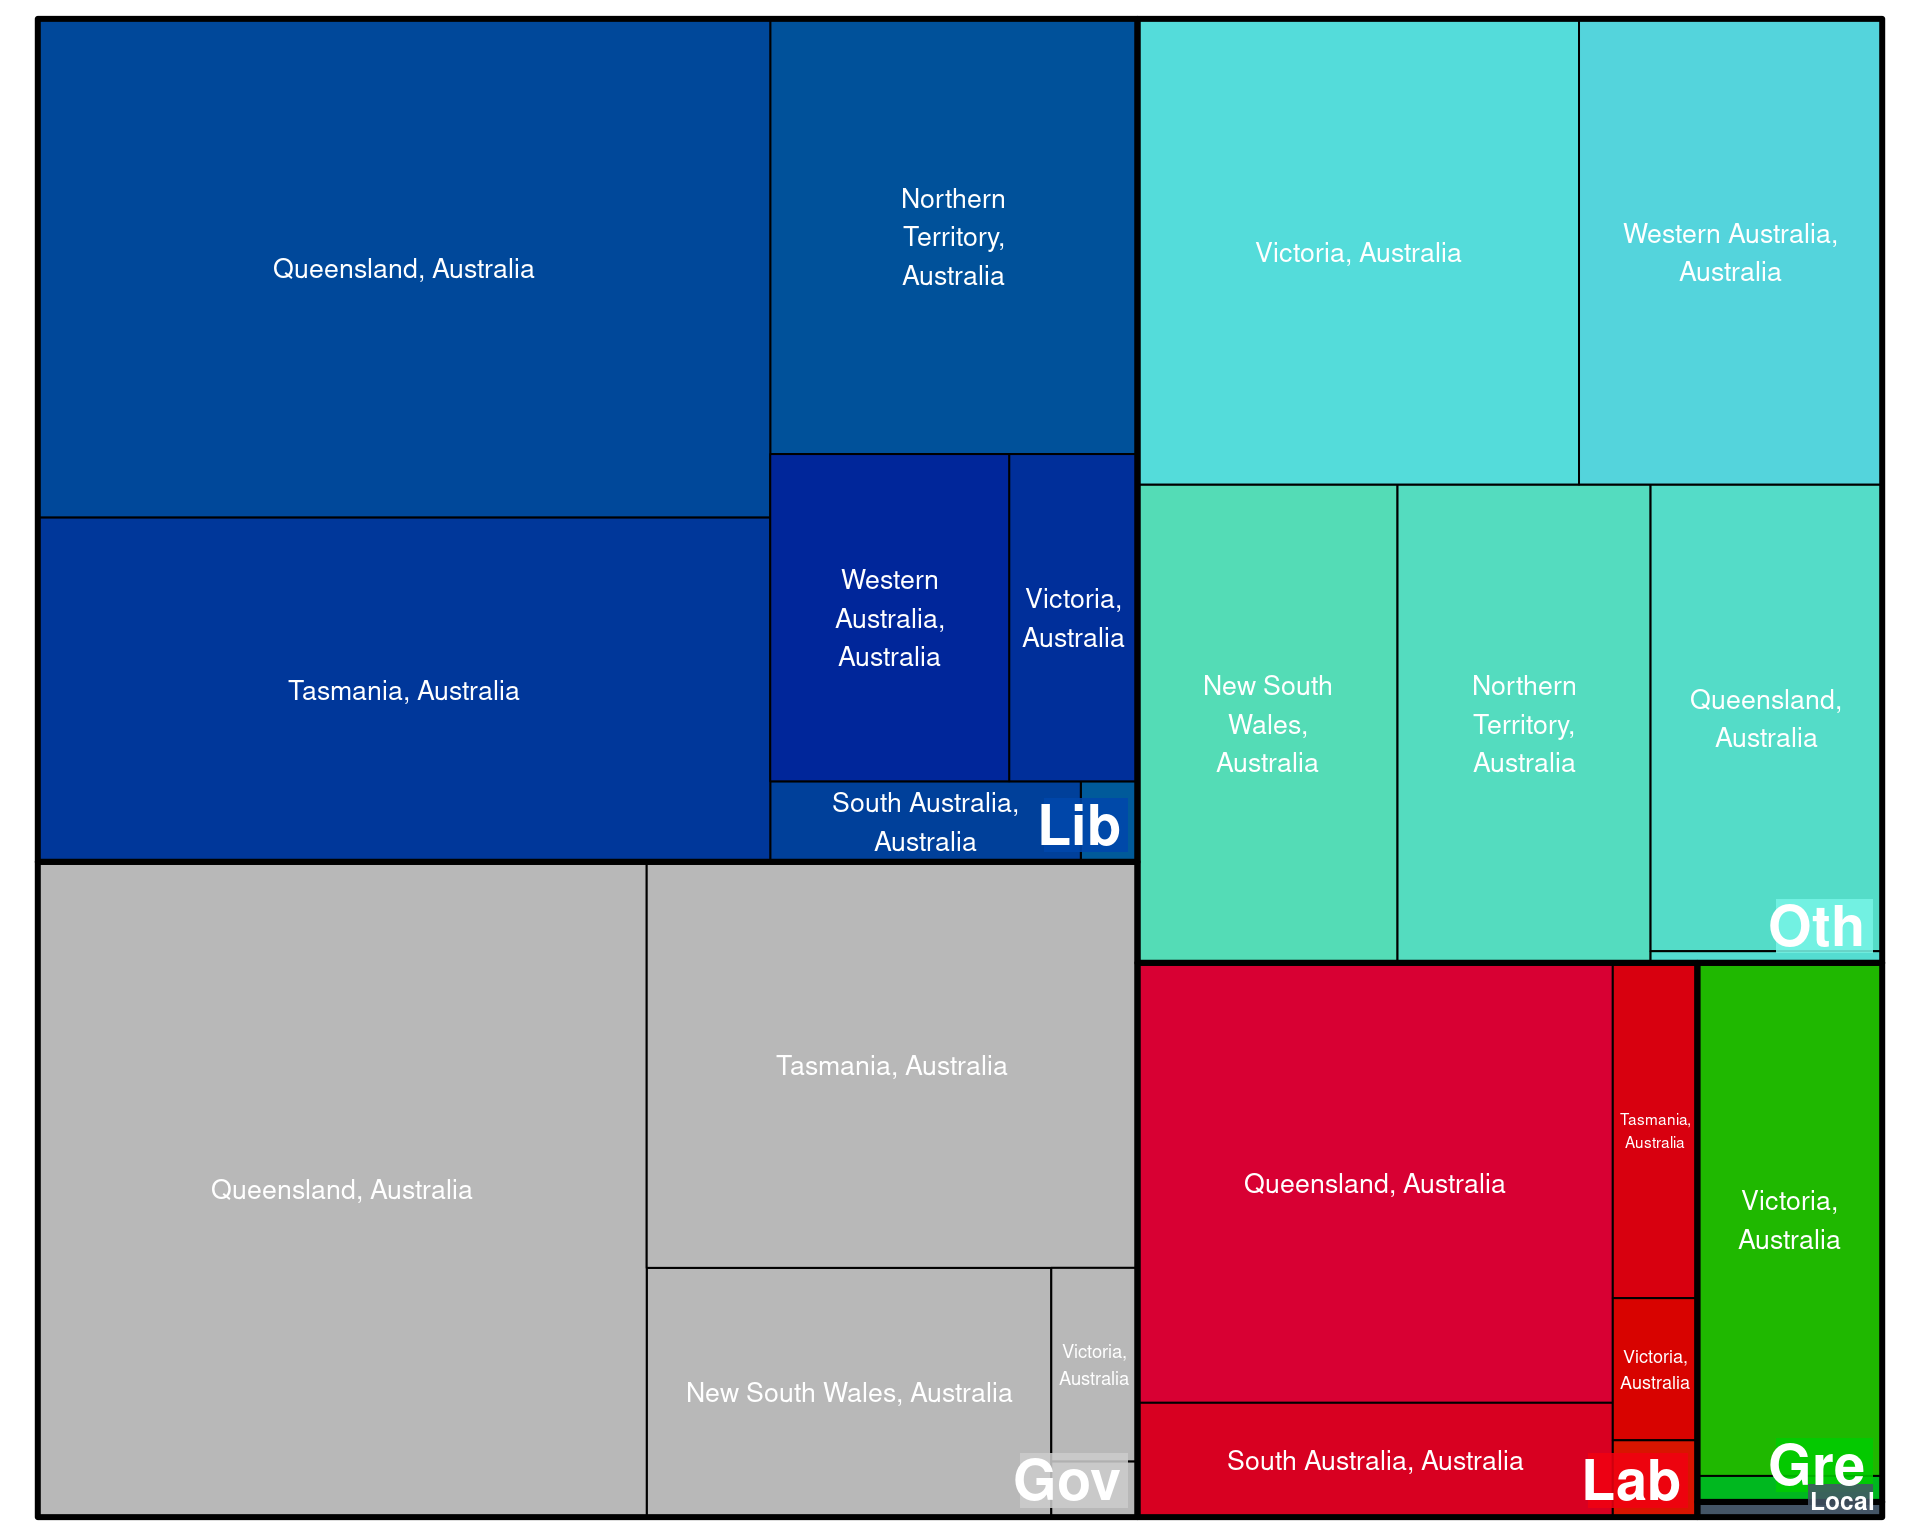 Queensland, Australia
Northern
Territory,
Australia
Tasmania, Australia
Western
Australia,
Australia
Victoria,
Australia
South Australia,
Australia
Lib
Victoria, Australia
Western Australia,
Australia
New South
Wales,
Australia
Northern
Territory,
Australia
Queensland,
Australia
Oth
Queensland, Australia
Tasmania, Australia
New South Wales, Australia
Victoria,
Australia
Gov
Queensland, Australia
Tasmania,
Australia
Victoria,
Australia
South Australia, Australia
Lab
Victoria,
Australia
Gre
Local